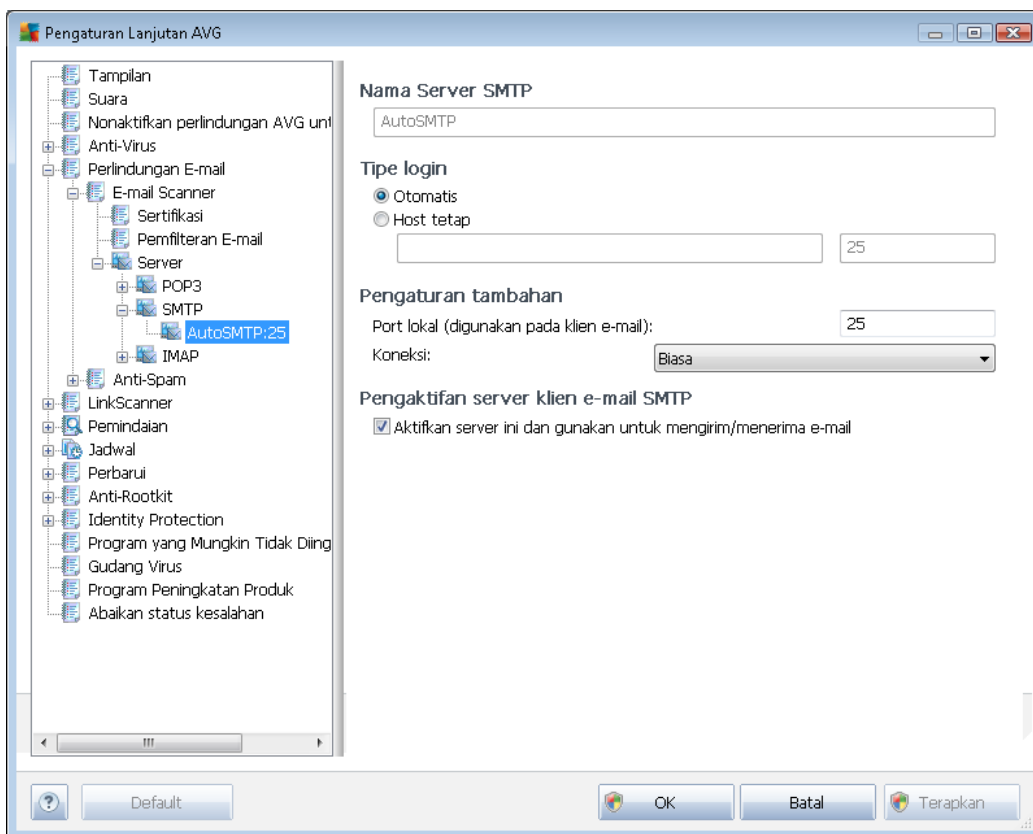 Pengaturan Lanjutan AVG
Tampilan
Suara
Nonaktifkan perlindungan AVG unt
Anti-Virus
Perlindungan E-mail
E-mail Scanner
Sertifikasi
Pemfilteran E-mail
Server
POP3
SMTP
AutoSMTP:25
IMAP
Anti-Spam
LinkScanner
Pemindaian
Jadwal
Perbarui
Anti-Rootkit
Identity Protection
Program yang Mungkin Tidak Diing
Gudang Virus
Program Peningkatan Produk
Abaikan status kesalahan
Nama Server SMTP
AutoSMTP
Tipe login
Otomatis
Host tetap
25
Pengaturan tambahan
Port lokal (digunakan pada klien e-mail): 25
Koneksi: Biasa
Pengaktifan server klien e-mail SMTP
Aktifkan server ini dan gunakan untuk mengirim/menerima e-mail
? Default OK Batal Terapkan